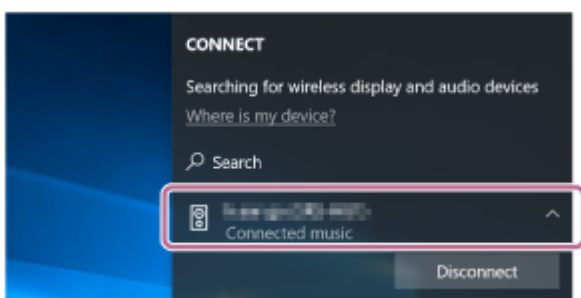 CONNECT
Searching for wireless display and audio devices
Where is my device?
Search
Connected music
Disconnect